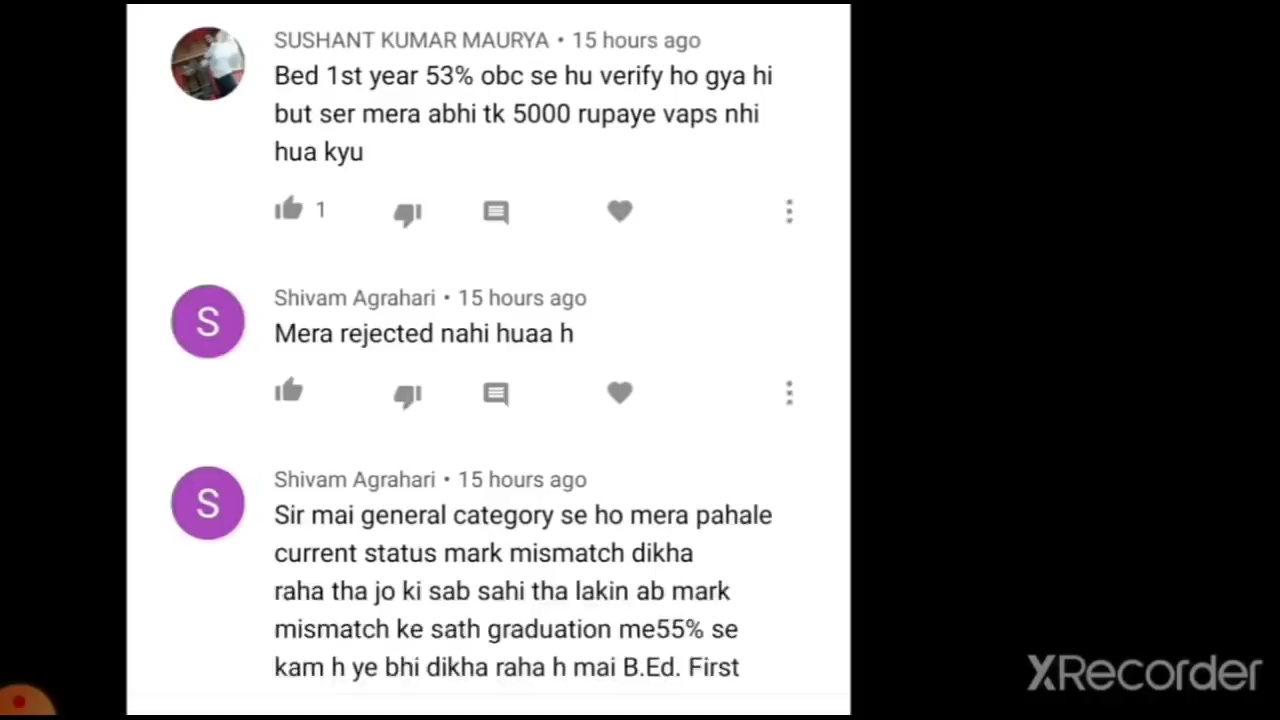 SUSHANT KUMAR MAURYA • 15 hours ago
Bed 1st year 53% obc se hu verify ho gya hi
but ser mera abhi tk 5000 rupaye vaps nhi
hua kyu
1
S
Shivam Agrahari • 15 hours ago
Mera rejected nahi huaa h
S
Shivam Agrahari • 15 hours ago
Sir mai general category se ho mera pahale
current status mark mismatch dikha
raha tha jo ki sab sahi tha lakin ab mark
mismatch ke sath graduation me55% se
kam h ye bhi dikha raha h mai B.Ed. First
XRecorder